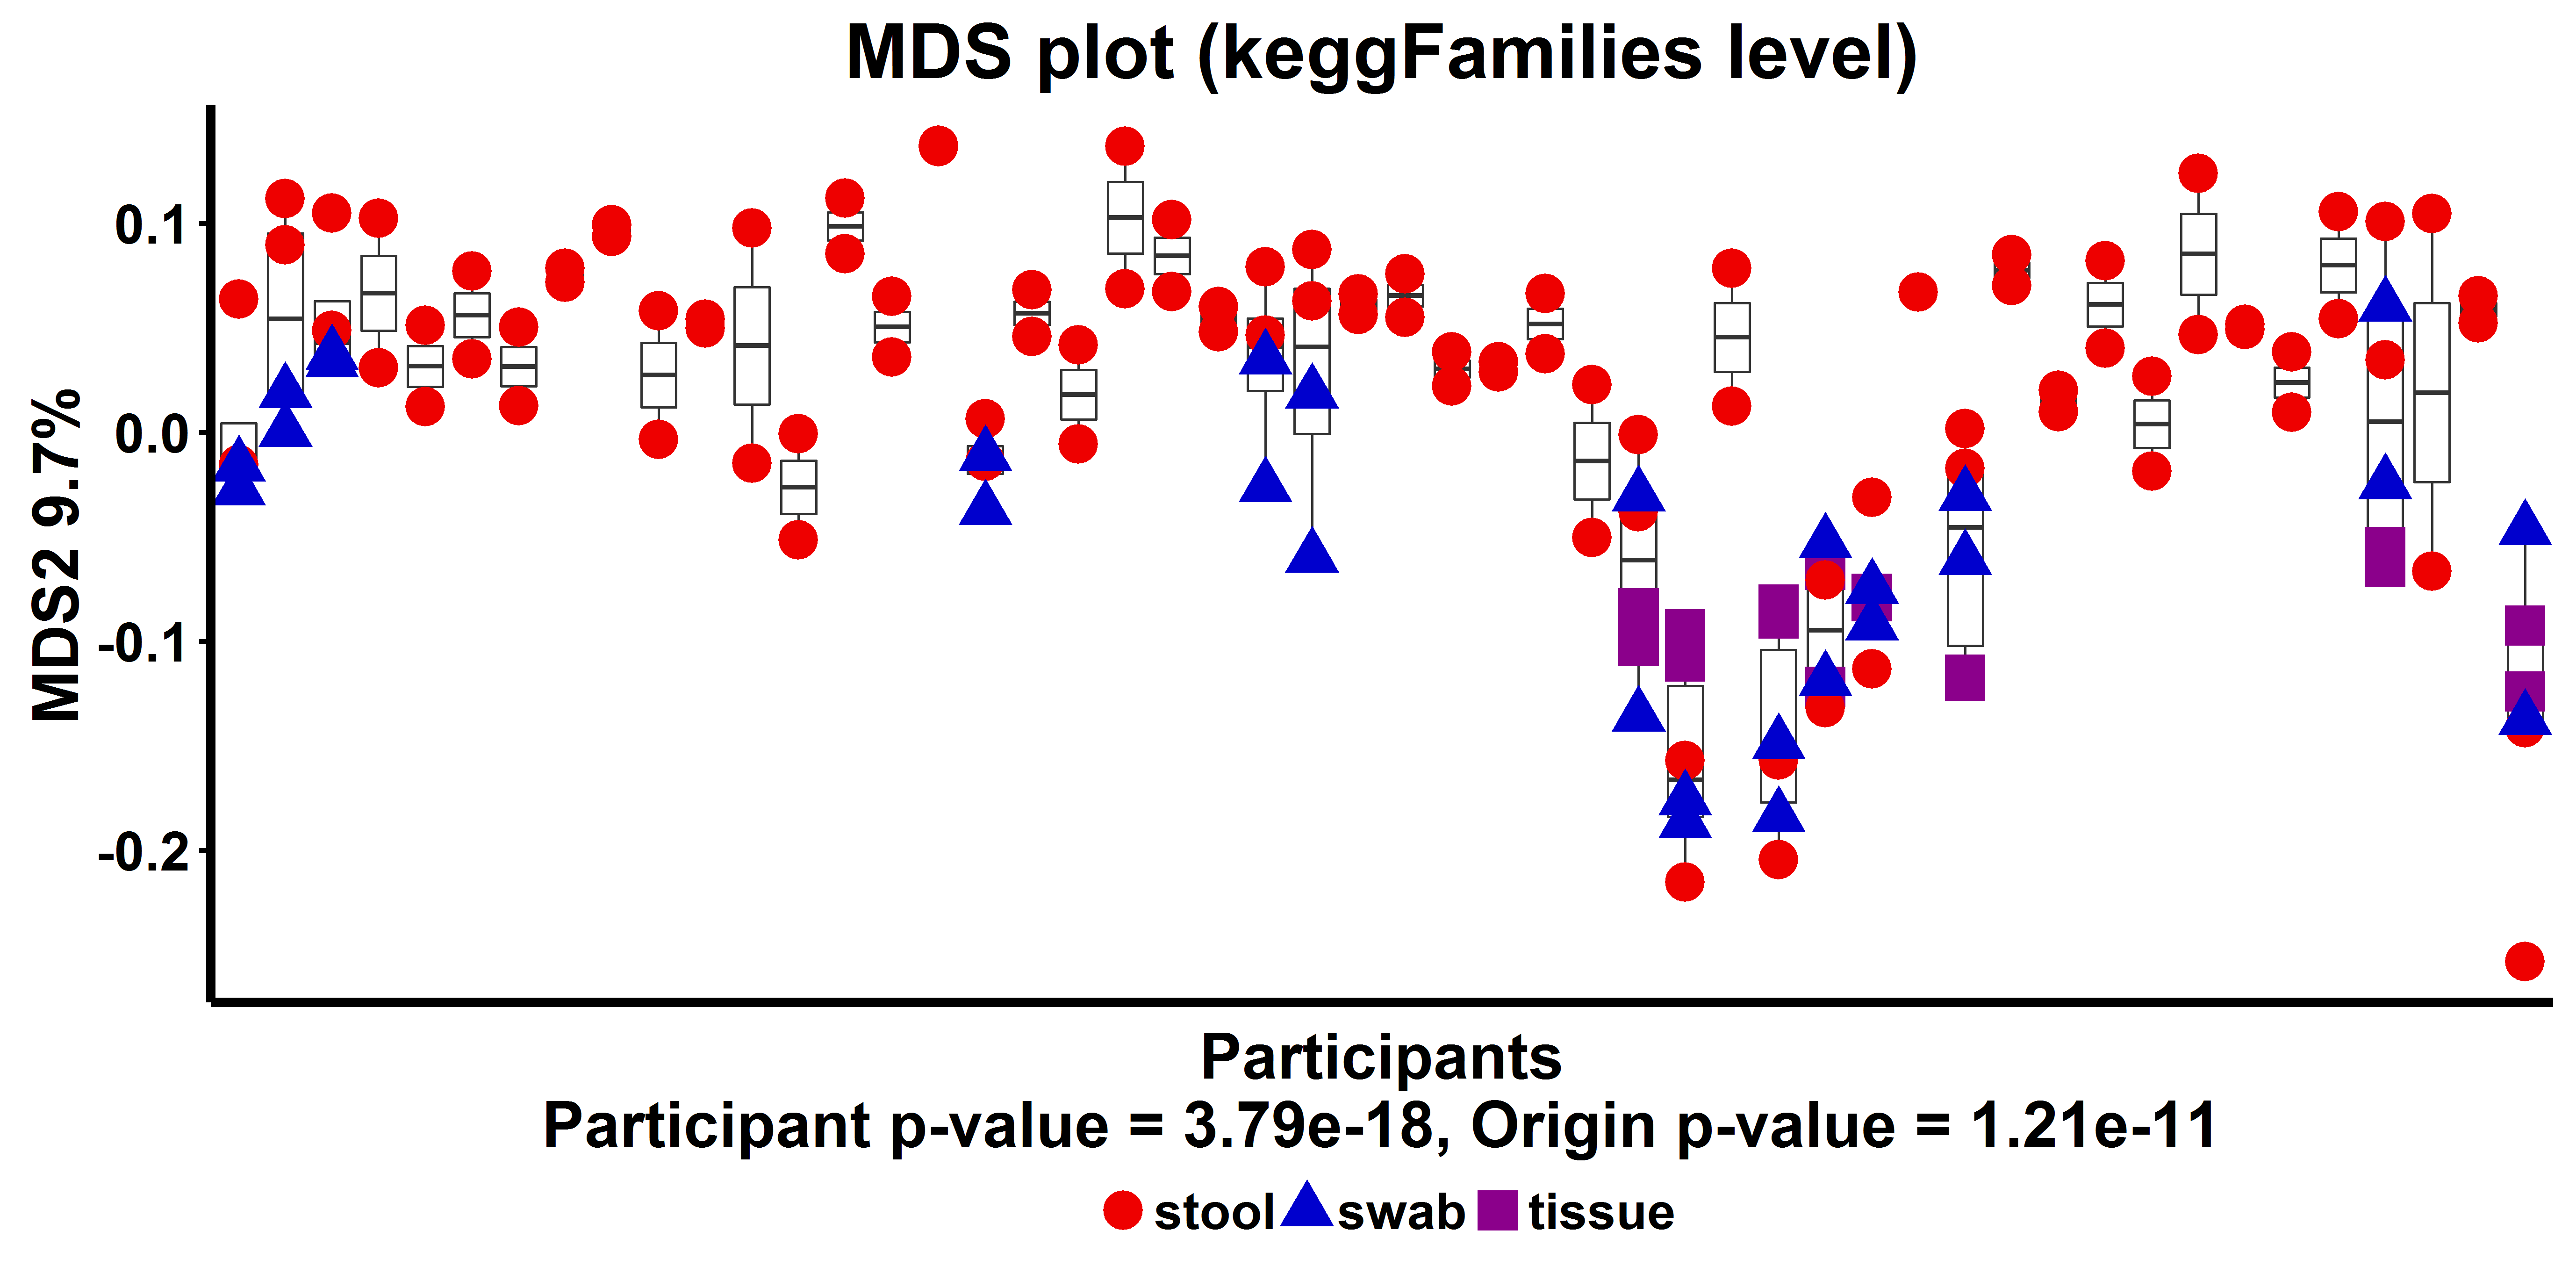 MDS plot (keggFamilies level)
MDS2 9.7%
0.1
0.0
-0.1
-0.2
Participants
Participant p-value = 3.79e-18, Origin p-value = 1.21e-11
stool swab tissue